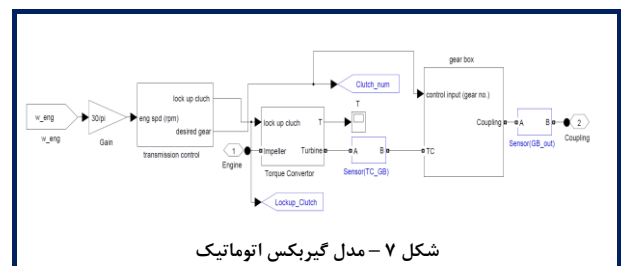 gear box
Clutch_num
control input (gear no.)
lock up cluch
w_eng
30/pi
eng spd (rpm)
T
lock up cluch
T
Coupling
A
B
2
desired gear
w_eng
Gain
Coupling
Sensor(GB_out)
transmission control
1
Impeller
Turbine
A
B
TC
Engine
Torque Convertor
Sensor(TC_GB)
Lockup_Clutch
شکل ۷ – مدل گیربکس اتوماتیک